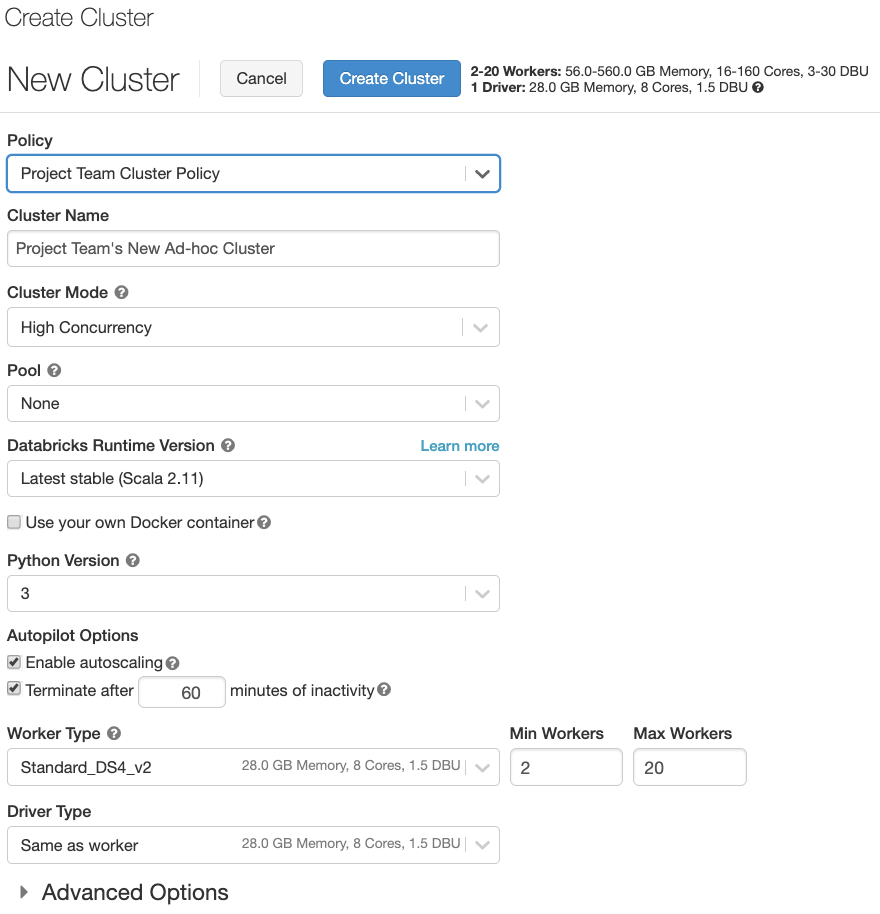 Create Cluster
New Cluster
Cancel
Create Cluster
2-20 Workers: 56.0-560.0 GB Memory, 16-160 Cores, 3-30 DBU
1 Driver: 28.0 GB Memory, 8 Cores, 1.5 DBU ?
Policy
Project Team Cluster Policy
Cluster Name
Project Team's New Ad-hoc Cluster
Cluster Mode ?
High Concurrency
Pool ?
None
Databricks Runtime Version ? Learn more
Latest stable (Scala 2.11)
Use your own Docker container ?
Python Version ?
3
Autopilot Options
Enable autoscaling ?
Terminate after 60 minutes of inactivity ?
Worker Type ? Min Workers Max Workers
Standard_DS4_v2 28.0 GB Memory, 8 Cores, 1.5 DBU 2 20
Driver Type
Same as worker 28.0 GB Memory, 8 Cores, 1.5 DBU
Advanced Options